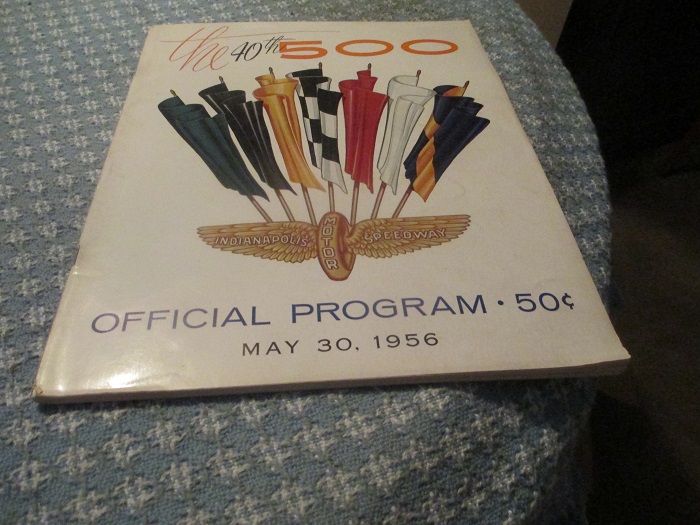 the 40th 500
INDIANAPOLIS MOTOR SPEEDWAY
OFFICIAL PROGRAM · 50¢
MAY 30, 1956